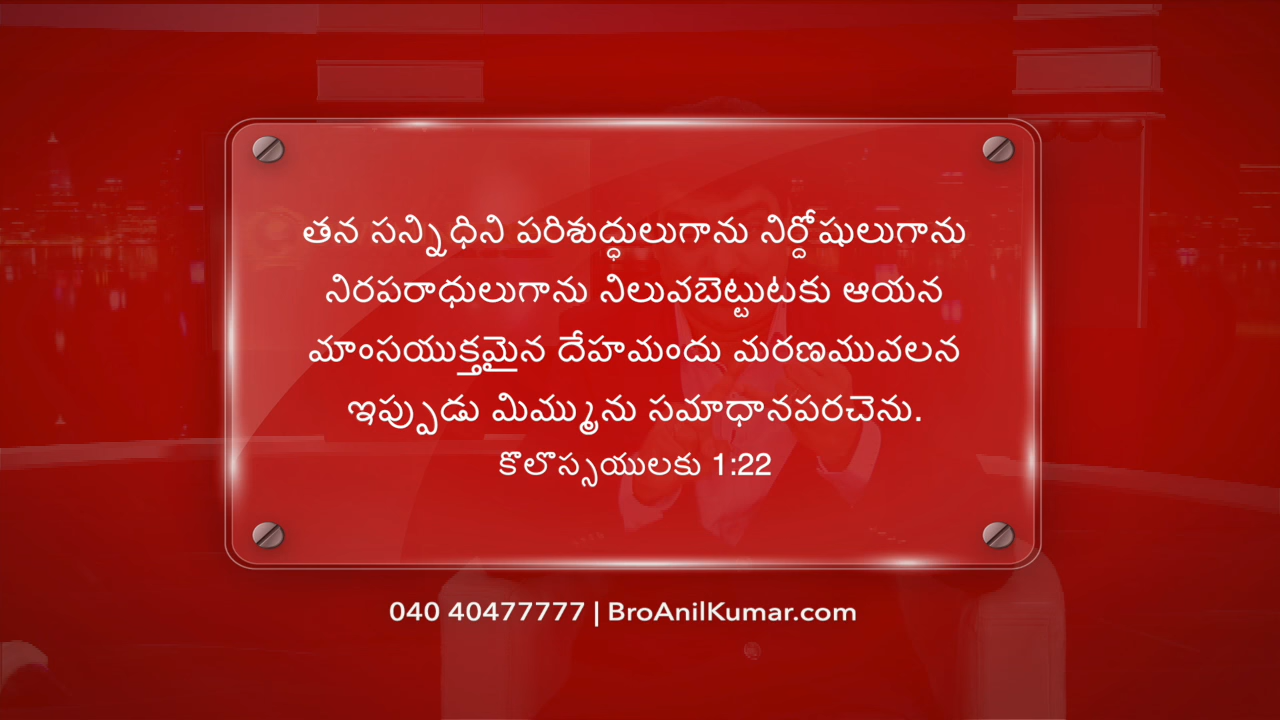 తన సన్నిధిని పరిశుద్ధులుగాను నిర్దోషులుగాను
నిరపరాధులుగాను నిలువబెట్టుటకు ఆయన
మాంసయుక్తమైన దేహమందు మరణమువలన
ఇప్పుడు మిమ్మును సమాధానపరచెను.
కొలొస్సయులకు 1:22
040 40477777 | BroAnilKumar.com